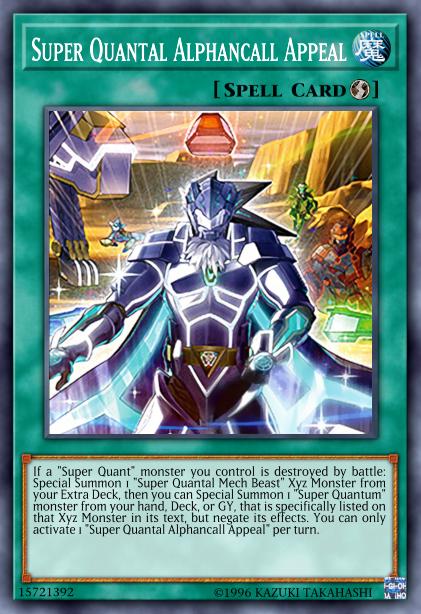 Super Quantal Alphancall Appeal
SPELL
魔
[Spell Card]
If a "Super Quant" monster you control is destroyed by battle:
Special Summon 1 "Super Quantal Mech Beast" Xyz Monster from
your Extra Deck, then you can Special Summon 1 "Super Quantum"
monster from your hand, Deck, or GY, that is specifically listed on
that Xyz Monster in its text, but negate its effects. You can only
activate 1 "Super Quantal Alphancall Appeal" per turn.
15721392
©1996 KAZUKI TAKAHASHI